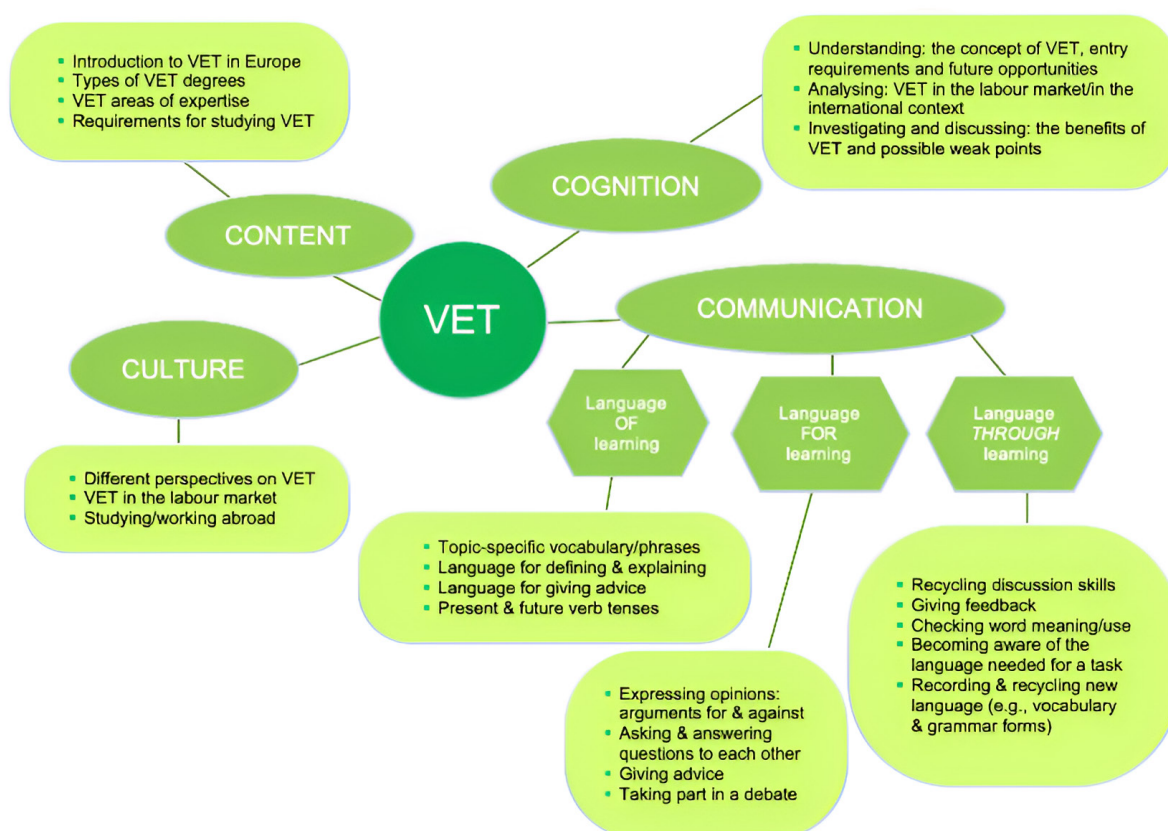 Introduction to VET in Europe
Types of VET degrees
VET areas of expertise
Requirements for studying VET
Understanding: the concept of VET, entry
requirements and future opportunities
Analysing: VET in the labour market/in the
international context
Investigating and discussing: the benefits of
VET and possible weak points
COGNITION
CONTENT
VET
COMMUNICATION
CULTURE
Language
OF
learning
Language
FOR
learning
Language
THROUGH
learning
Different perspectives on VET
VET in the labour market
Studying/working abroad
Topic-specific vocabulary/phrases
Language for defining & explaining
Language for giving advice
Present & future verb tenses
Expressing opinions:
arguments for & against
Asking & answering
questions to each other
Giving advice
Taking part in a debate
Recycling discussion skills
Giving feedback
Checking word meaning/use
Becoming aware of the
language needed for a task
Recording & recycling new
language (e.g., vocabulary
& grammar forms)